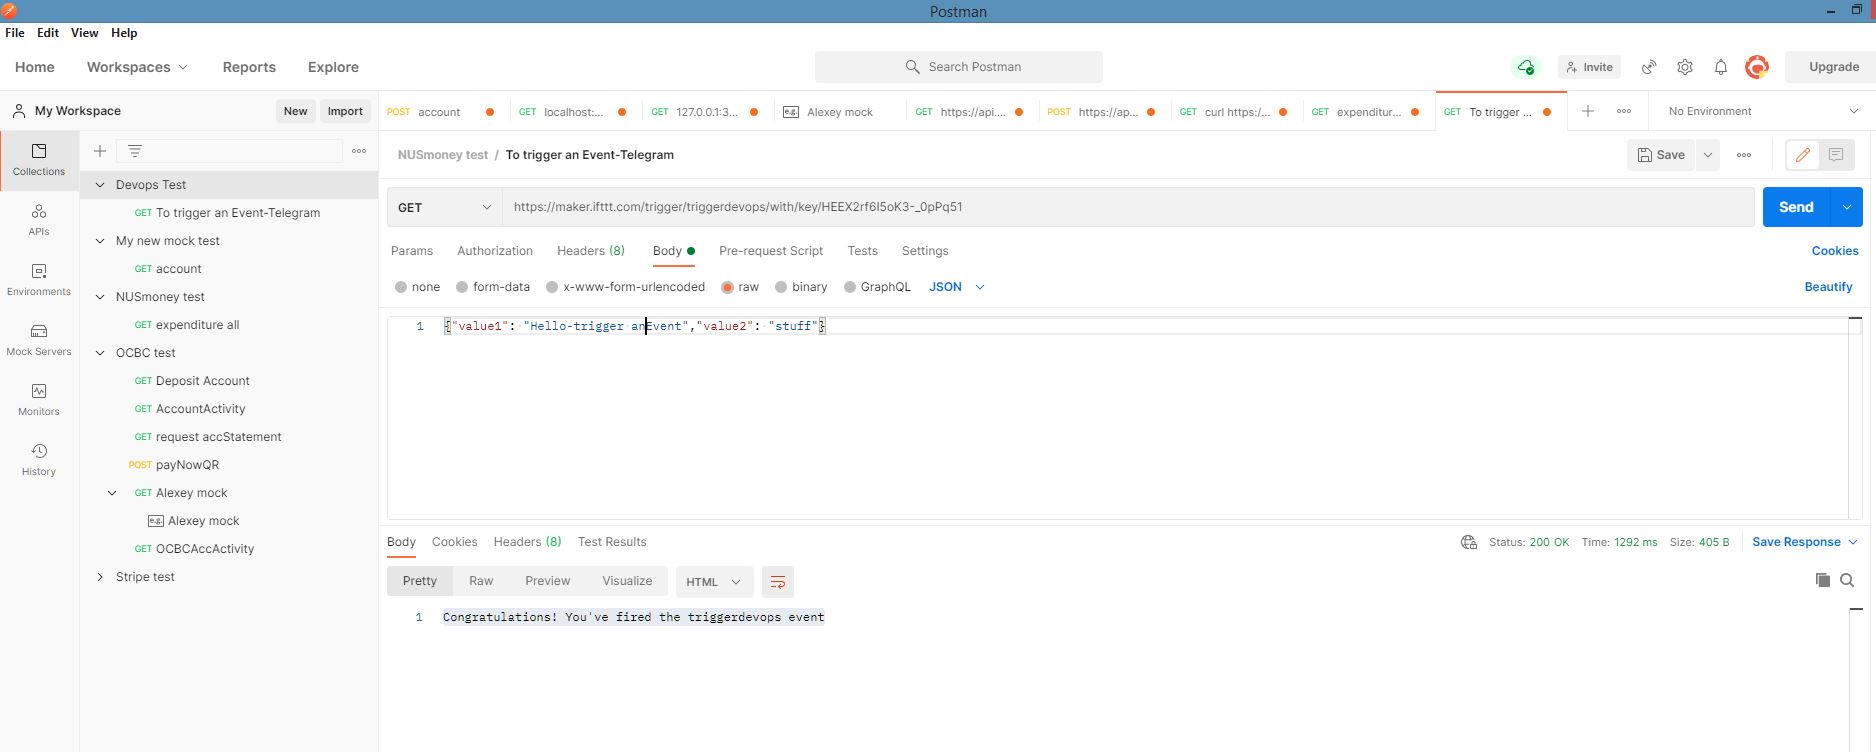 Postman
File Edit View Help
Home Workspaces Reports Explore Search Postman Invite Upgrade
My Workspace New Import
POST account GET localhost:... GET 127.0.0.1:3... e.g. Alexey mock GET https://api.... POST https://ap... GET curl https:/... GET expenditur... GET To trigger ... No Environment
Collections
APIs
Environments
Mock Servers
Monitors
History
Devops Test
GET To trigger an Event-Telegram
My new mock test
GET account
NUSmoney test
GET expenditure all
OCBC test
GET Deposit Account
GET AccountActivity
GET request accStatement
POST payNowQR
GET Alexey mock
e.g. Alexey mock
GET OCBCAccActivity
Stripe test
NUSmoney test / To trigger an Event-Telegram Save
GET https://maker.ifttt.com/trigger/triggerdevops/with/key/HEEX2rf6I5oK3-_0pPq51 Send
Params Authorization Headers (8) Body Pre-request Script Tests Settings Cookies
none form-data x-www-form-urlencoded raw binary GraphQL JSON Beautify
1 {"value1": "Hello-trigger anEvent","value2": "stuff"}
Body Cookies Headers (8) Test Results Status: 200 OK Time: 1292 ms Size: 405 B Save Response
Pretty Raw Preview Visualize HTML
1 Congratulations! You've fired the triggerdevops event